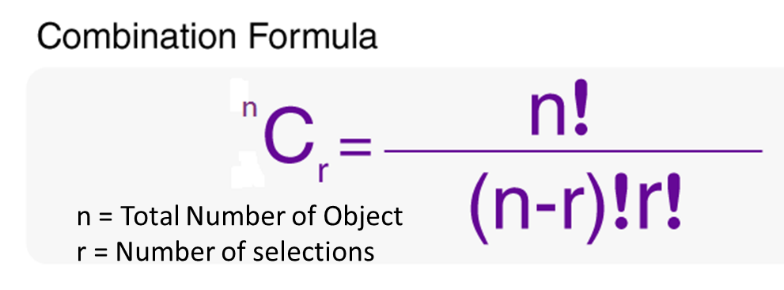 Combination Formula
ⁿCᵣ = n! / (n-r)!r!
n = Total Number of Object
r = Number of selections